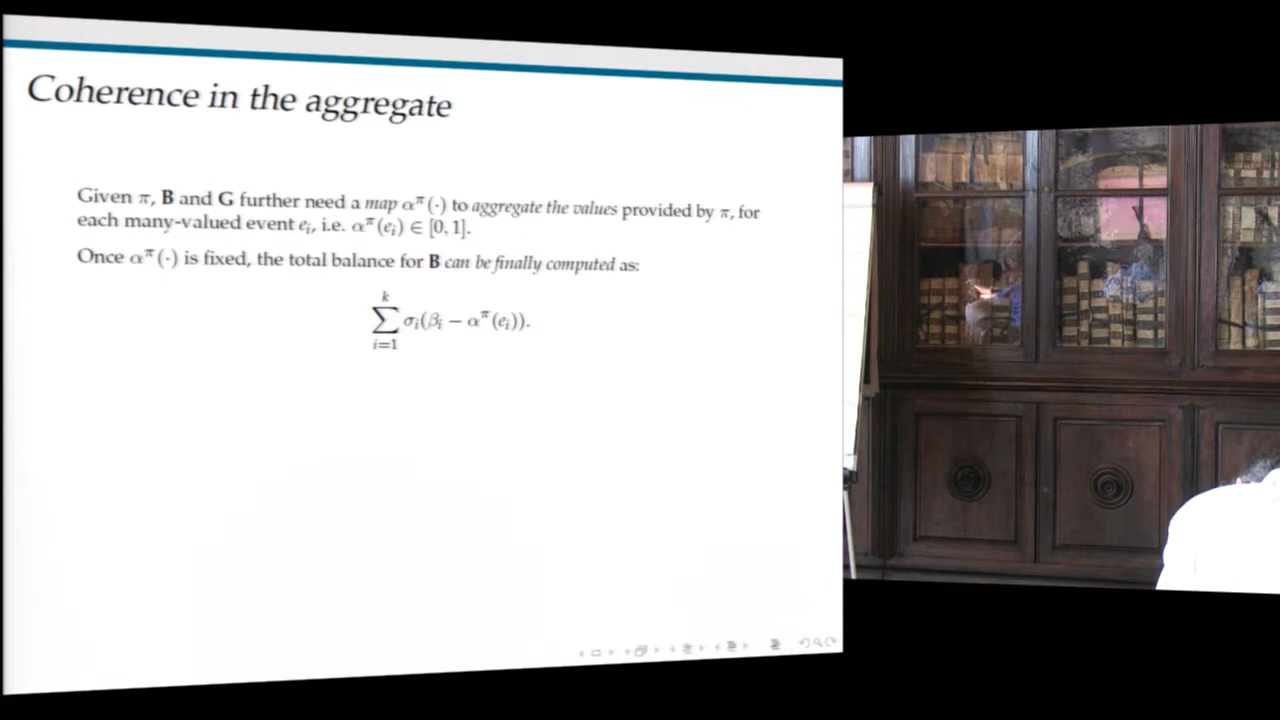 Coherence in the aggregate
Given π, B and G further need a map α^π(·) to aggregate the values provided by π, for
each many-valued event e_i, i.e. α^π(e_i) ∈ [0, 1].
Once α^π(·) is fixed, the total balance for B can be finally computed as:
∑_{i=1}^{k} σ_i(β_i − α^π(e_i)).